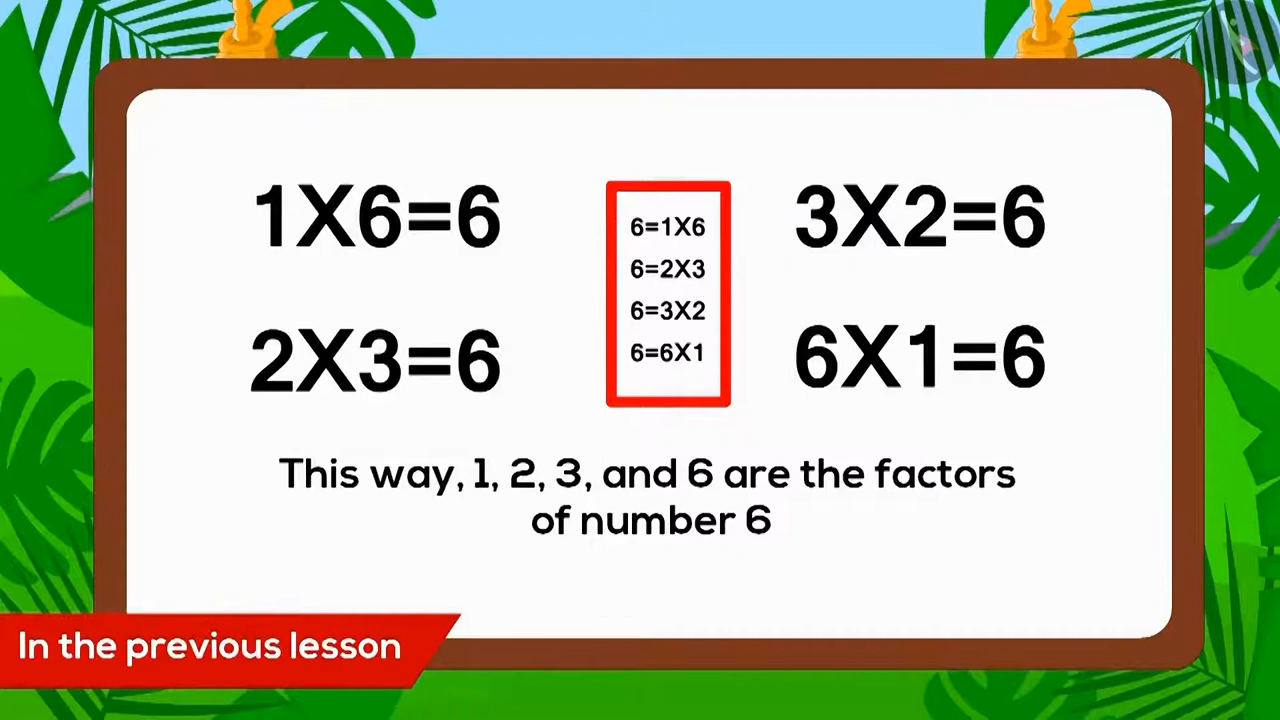 1X6=6
2X3=6
6=1X6
6=2X3
6=3X2
6=6X1
3X2=6
6X1=6
This way, 1, 2, 3, and 6 are the factors
of number 6
In the previous lesson